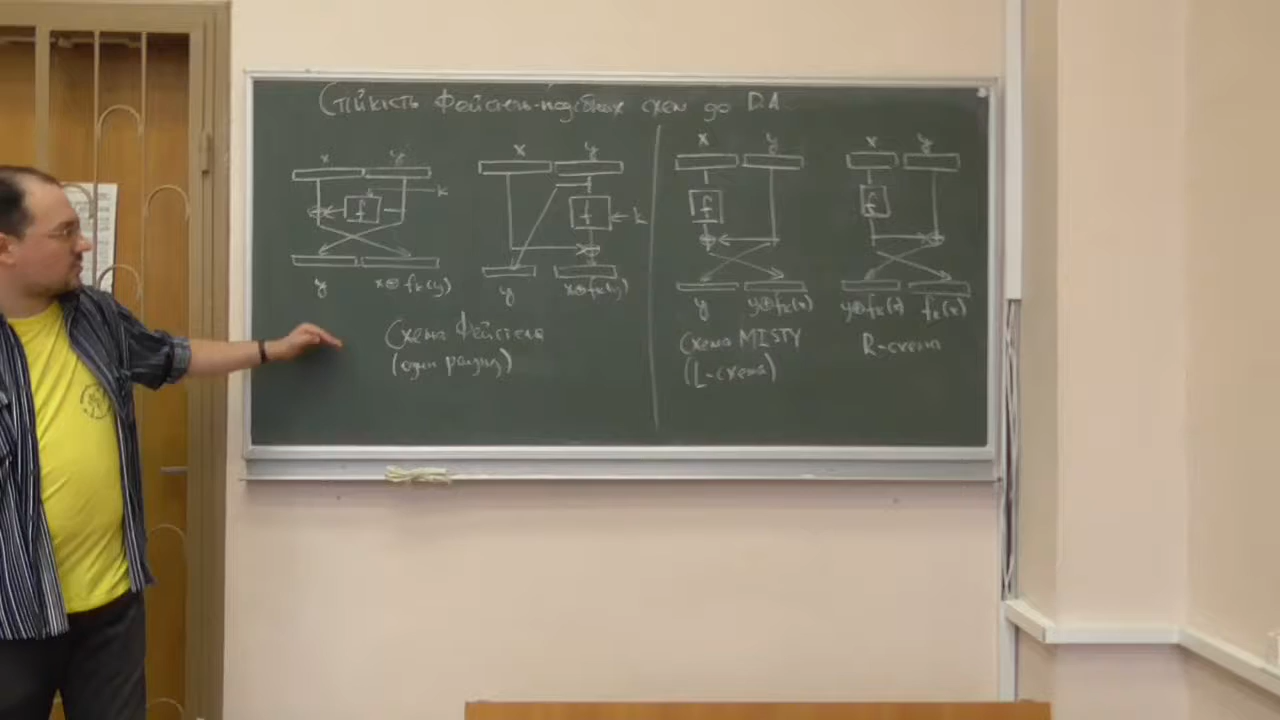 Стійкість Фейстель-подібних схем до DA
x y
f
k
y x⊕fₖ(y)
x y
f
k
y x⊕fₖ(y)
Схема Фейстеля
(один раунд)
x y
f
y y⊕fₖ(x)
Схема MISTY
(L-схема)
x y
f
y⊕fₖ(x) fₖ(x)
R-схема